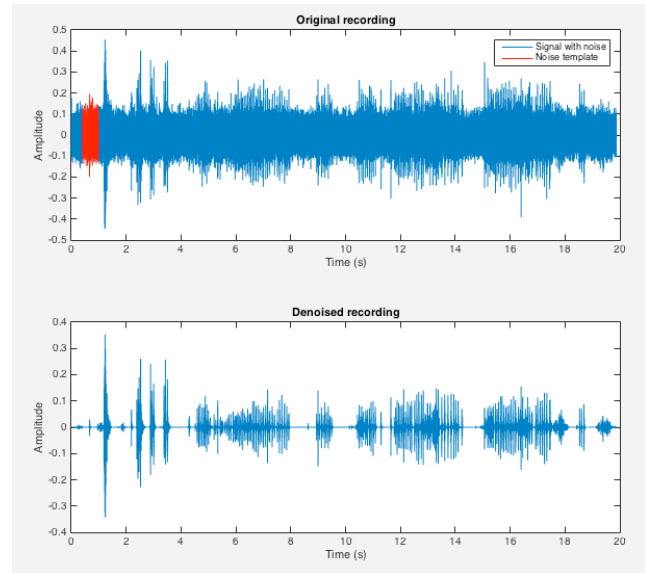 Original recording
Signal with noise
Noise template
0.5
0.4
0.3
0.2
0.1
0
-0.1
-0.2
-0.3
-0.4
-0.5
Amplitude
0 2 4 6 8 10 12 14 16 18 20
Time (s)
Denoised recording
0.4
0.3
0.2
0.1
0
-0.1
-0.2
-0.3
-0.4
Amplitude
0 2 4 6 8 10 12 14 16 18 20
Time (s)